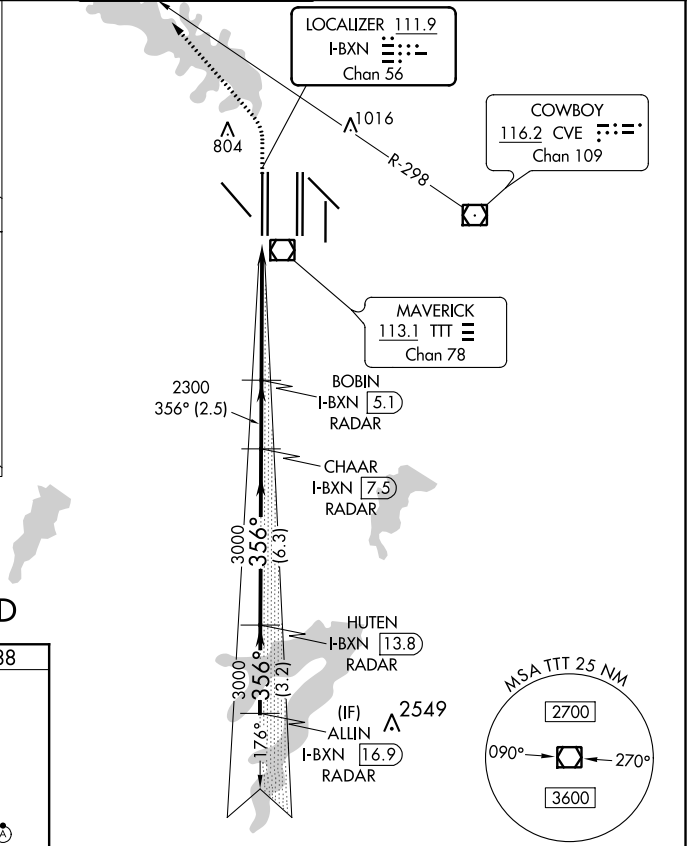 LOCALIZER 111.9
I-BXN
Chan 56
1016
804
R-298
COWBOY
116.2 CVE
Chan 109
MAVERICK
113.1 TTT
Chan 78
2300
356° (2.5)
BOBIN
I-BXN 5.1
RADAR
CHAAR
I-BXN 7.5
RADAR
3000
356°
(6.3)
HUTEN
I-BXN 13.8
RADAR
3000
356°
(3.2)
(IF)
ALLIN
I-BXN 16.9
RADAR
2549
176°
MSA TTT 25 NM
2700
090°
270°
3600
D
38
A